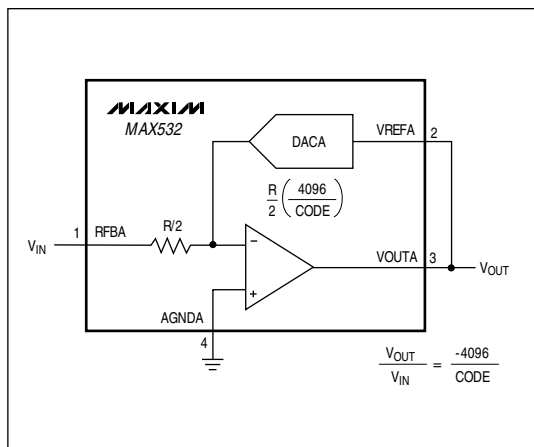 MAXIM
MAX532
DACA
VREFA
2
R/2 (4096/CODE)
1
RFBA
R/2
VIN
−
+
VOUTA
3
VOUT
AGNDA
4
VOUT/VIN = -4096/CODE